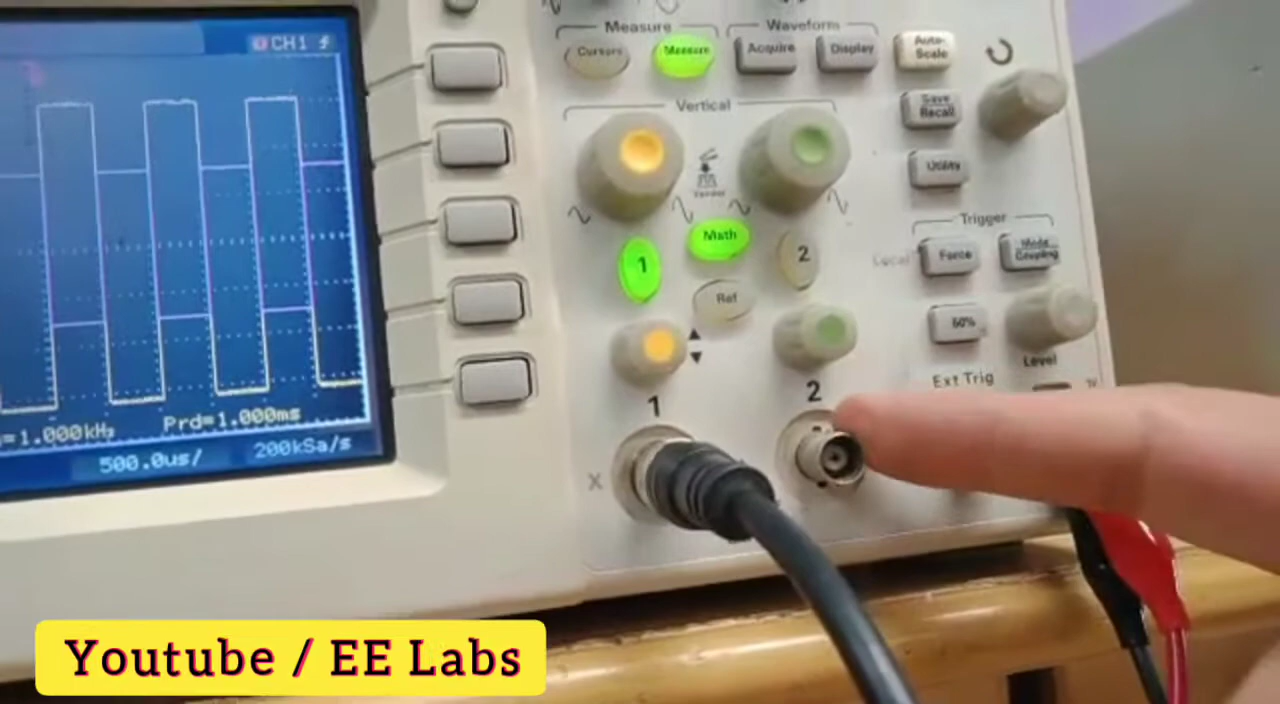 CH1
=1.000kHz
Prd=1.000ms
500.0us/
200kSa/s
Measure
Cursors
Measure
Waveform
Acquire
Display
Auto-
Scale
Save
Recall
Utility
Vertical
Math
1
2
Ref
1
2
X
Trigger
Local
Force
Mode
Coupling
50%
Level
Ext Trig
Youtube / EE Labs